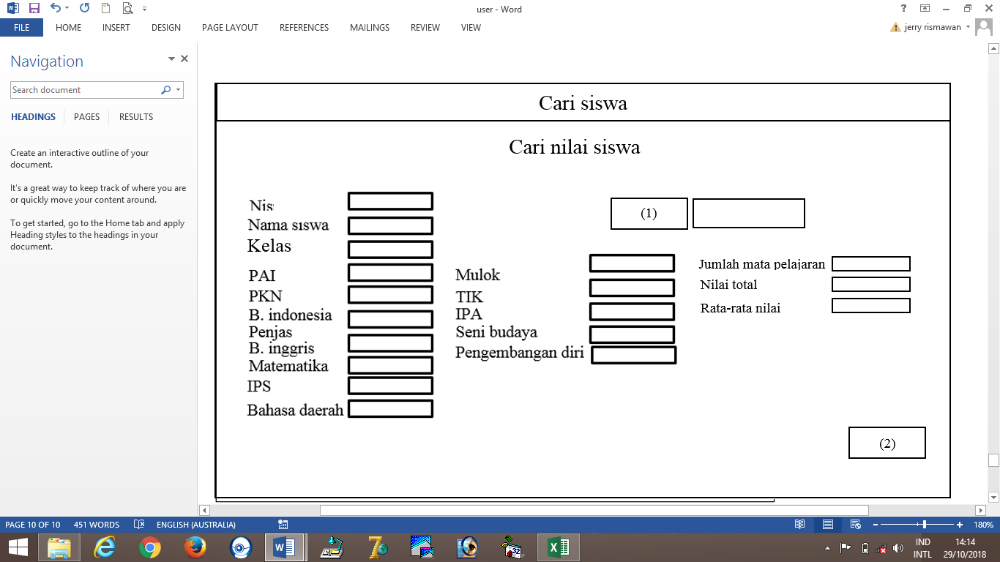 user - Word
FILE HOME INSERT DESIGN PAGE LAYOUT REFERENCES MAILINGS REVIEW VIEW
jerry rismawan
Navigation
Search document
HEADINGS PAGES RESULTS
Create an interactive outline of your
document.
It's a great way to keep track of where you are
or quickly move your content around.
To get started, go to the Home tab and apply
Heading styles to the headings in your
document.
Cari siswa
Cari nilai siswa
Nis
Nama siswa
Kelas
PAI
PKN
B. indonesia
Penjas
B. inggris
Matematika
IPS
Bahasa daerah
Mulok
TIK
IPA
Seni budaya
Pengembangan diri
(1)
Jumlah mata pelajaran
Nilai total
Rata-rata nilai
(2)
PAGE 10 OF 10 451 WORDS ENGLISH (AUSTRALIA)
180%
32
IND
INTL
14:14
29/10/2018